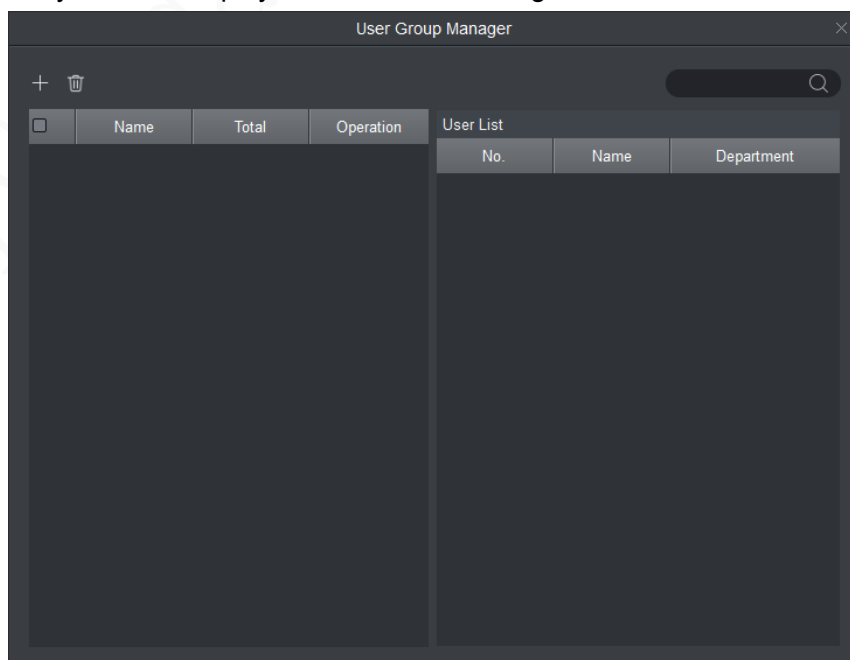 User Group Manager
Name Total Operation
User List
No. Name Department